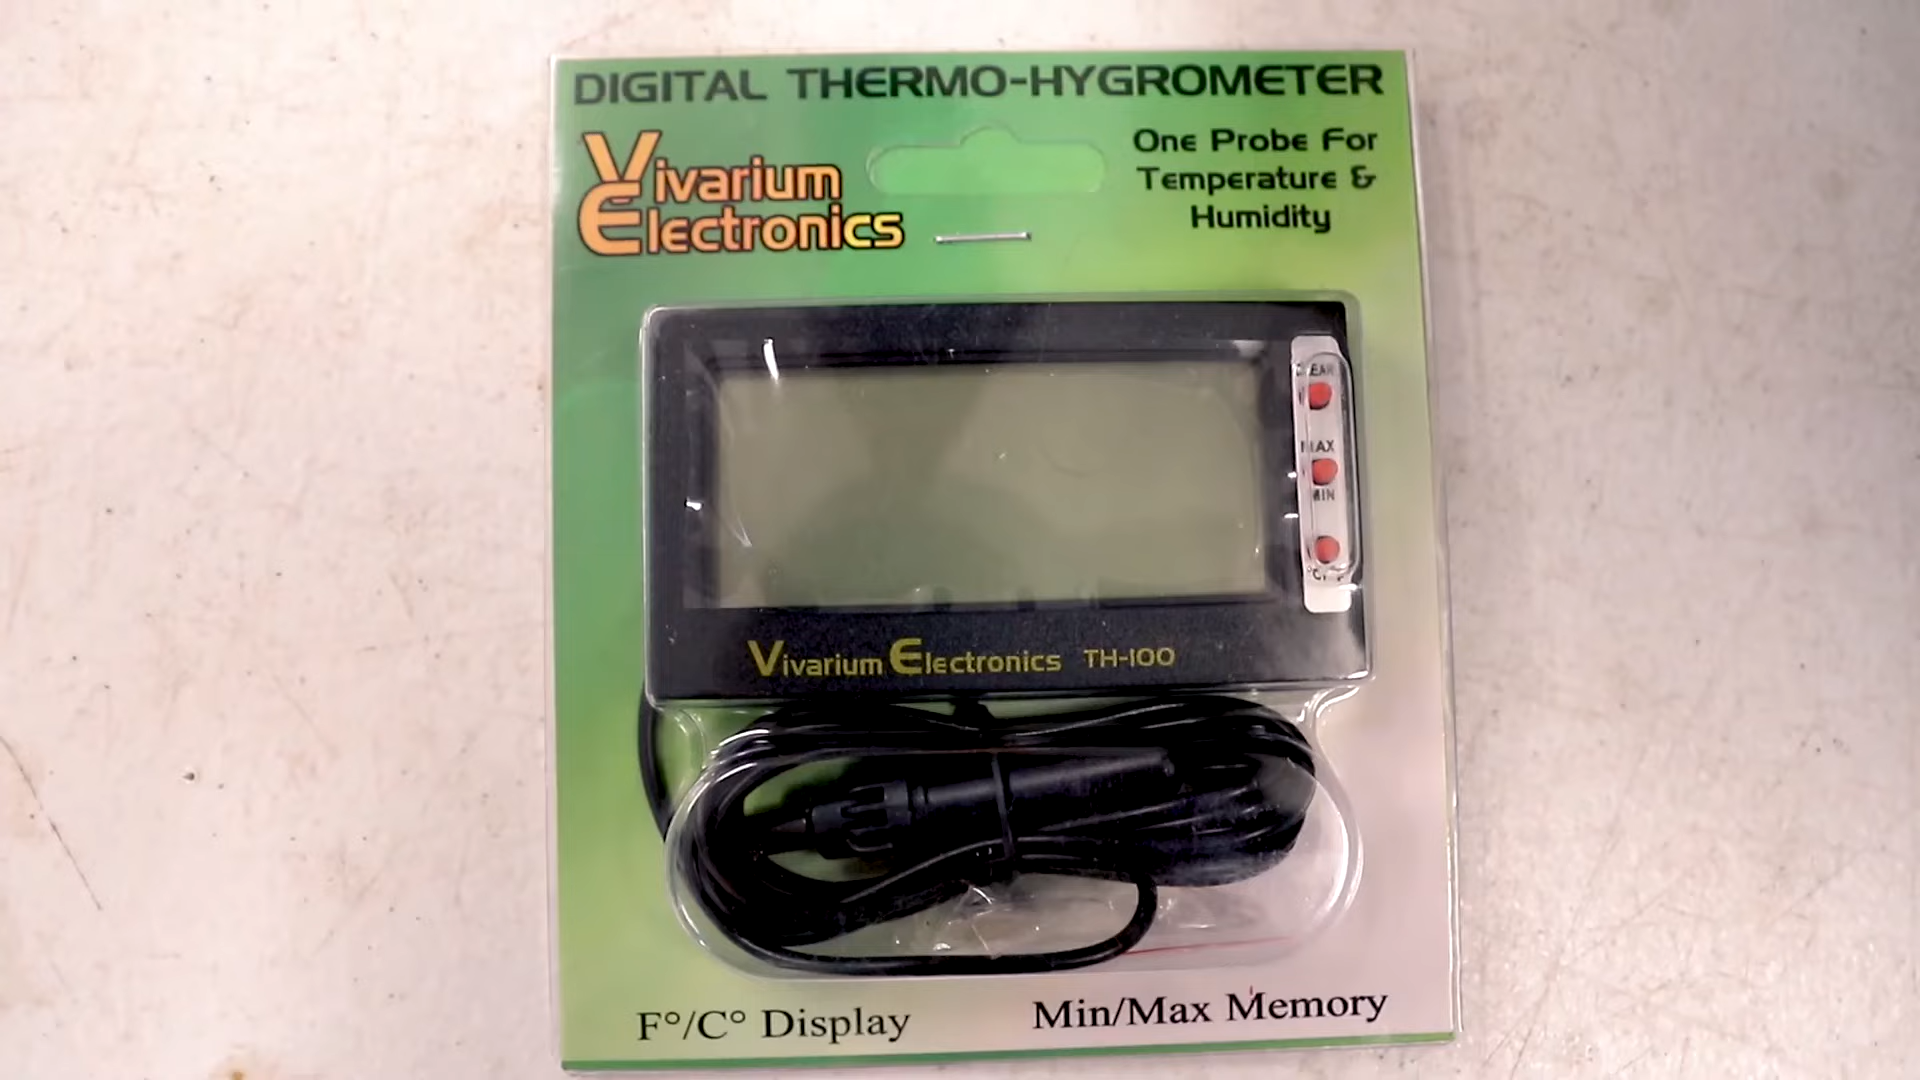 DIGITAL THERMO-HYGROMETER
Vivarium
Electronics
One Probe For
Temperature &
Humidity
CLEAR
MAX
MIN
Vivarium Electronics TH-100
F°/C° Display
Min/Max Memory